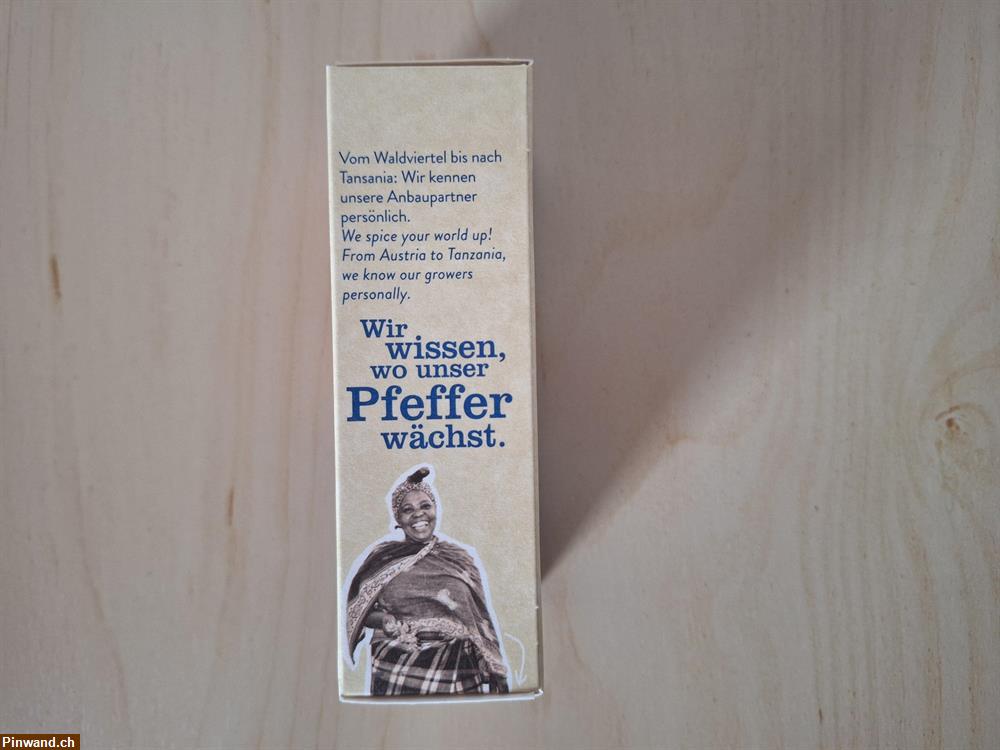 Vom Waldviertel bis nach
Tansania: Wir kennen
unsere Anbaupartner
persönlich.
We spice your world up!
From Austria to Tanzania,
we know our growers
personally.
Wir
wissen,
wo unser
Pfeffer
wächst.
Pinwand.ch